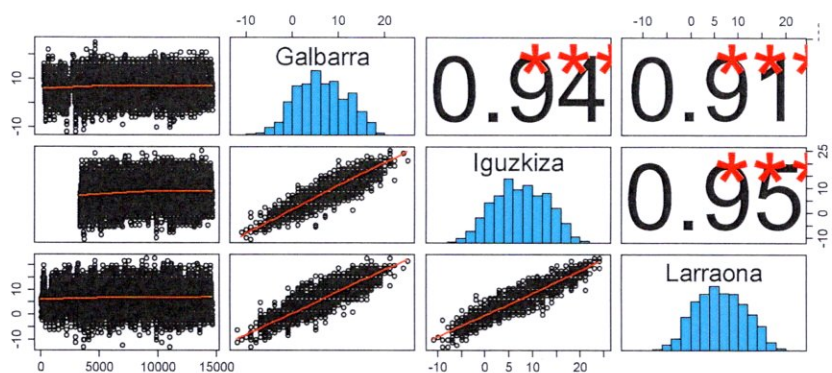 -10 0 10 20 -10 0 5 10 20
10 -10 Galbarra 0.94*** 0.91***
Iguzkiza 0.95*** -10 0 5 15 25
10 0 -10 Larraona
0 5000 10000 15000 -10 0 5 10 20